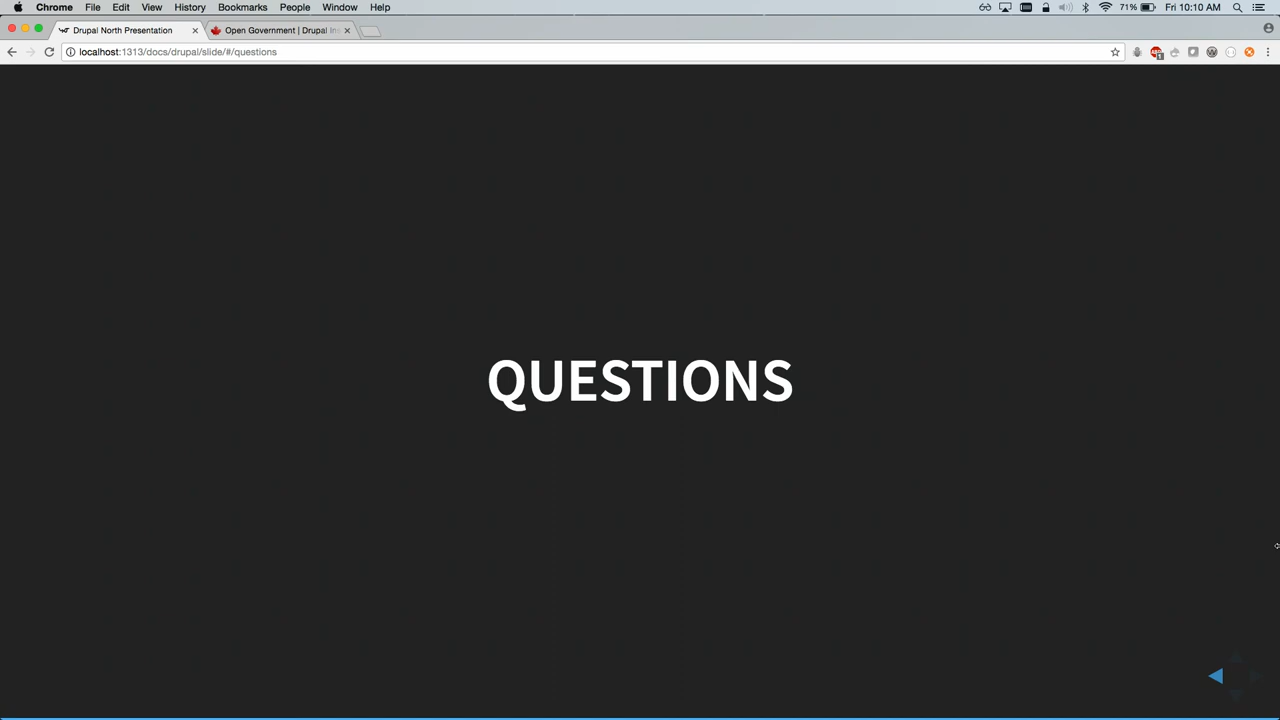 Chrome File Edit View History Bookmarks People Window Help 71% Fri 10:10 AM
Drupal North Presentation Open Government | Drupal In
localhost:1313/docs/drupal/slide/#/questions
QUESTIONS